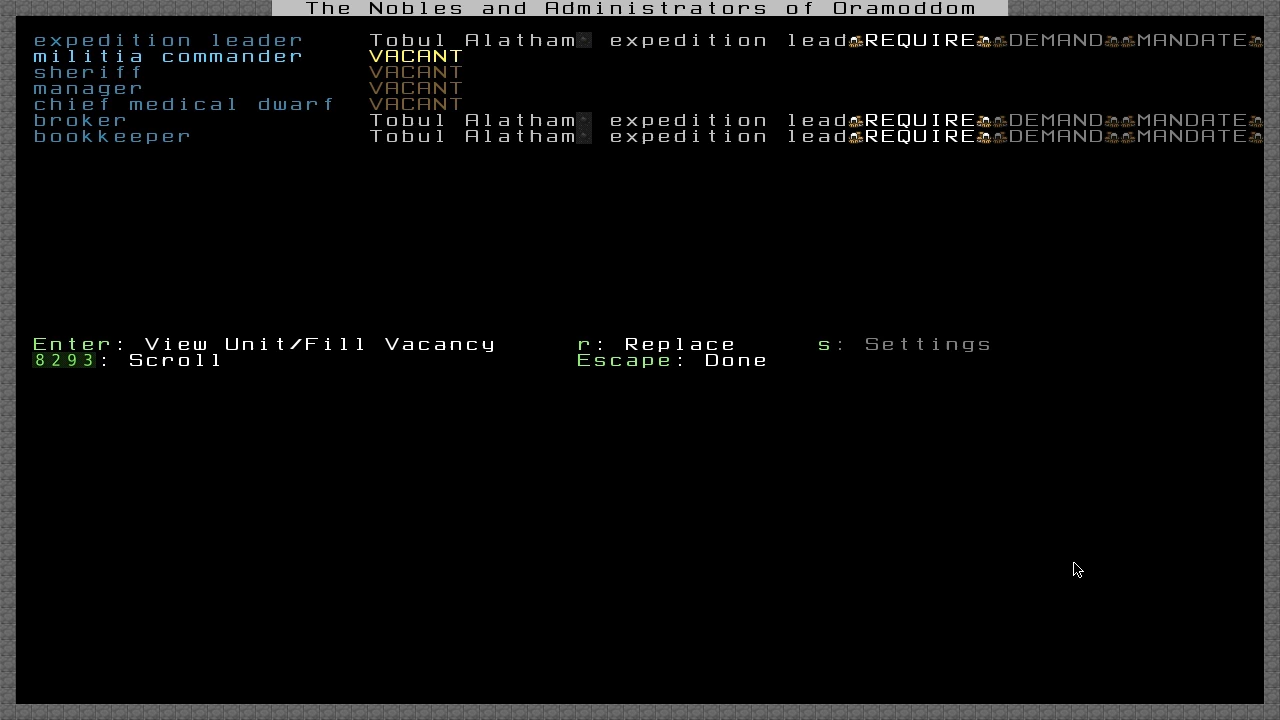 The Nobles and Administrators of Oramoddom
expedition leader Tobul Alatham expedition lead REQUIRE DEMAND MANDATE
militia commander VACANT
sheriff VACANT
manager VACANT
chief medical dwarf VACANT
broker Tobul Alatham expedition lead REQUIRE DEMAND MANDATE
bookkeeper Tobul Alatham expedition lead REQUIRE DEMAND MANDATE
Enter: View Unit/Fill Vacancy r: Replace s: Settings
8293: Scroll Escape: Done